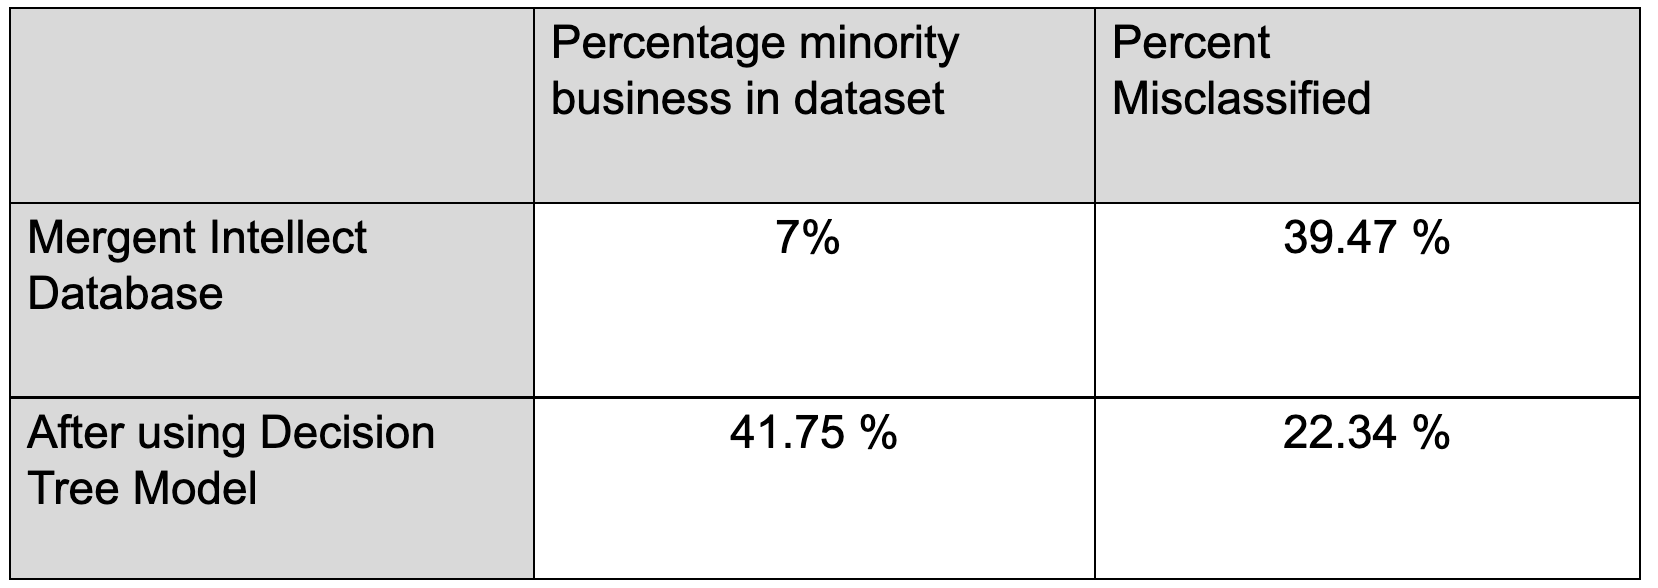 Percentage minority
business in dataset
Percent
Misclassified
Mergent Intellect
Database
7%
39.47 %
After using Decision
Tree Model
41.75 %
22.34 %